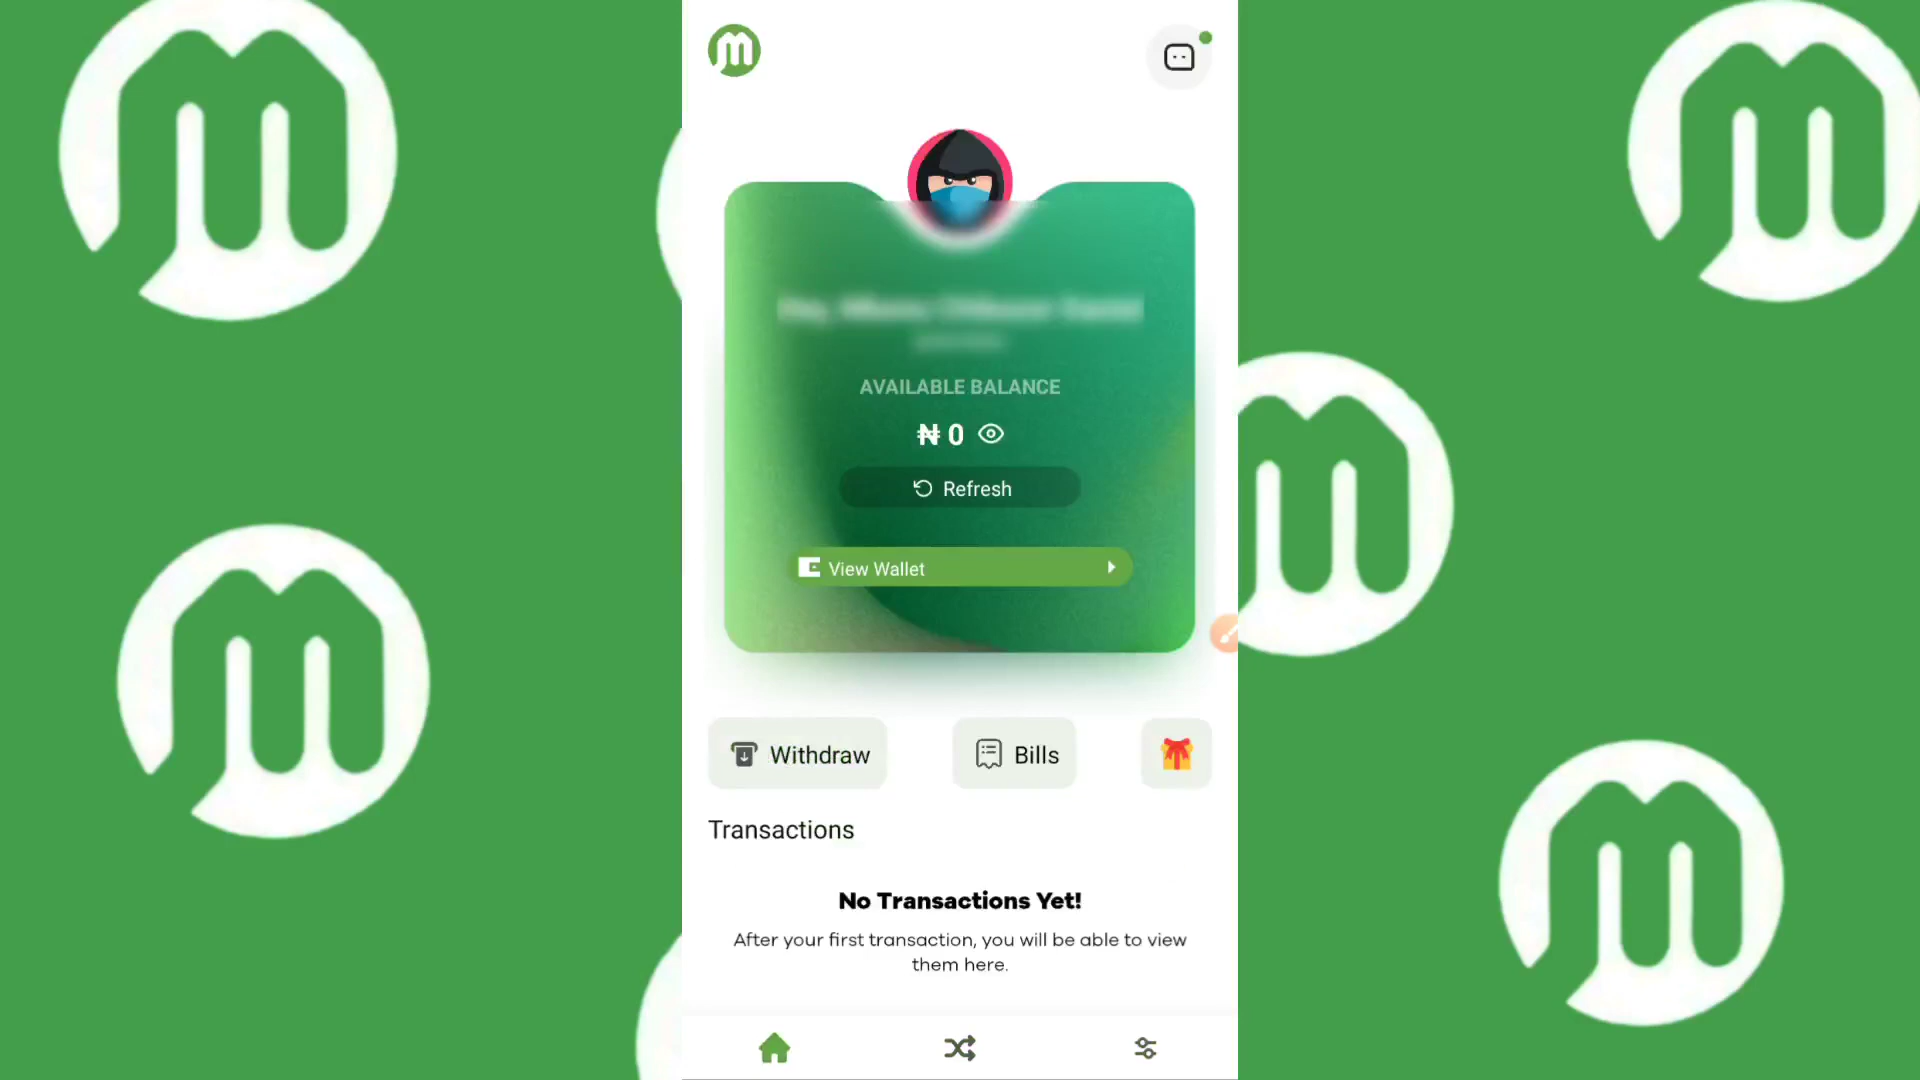 AVAILABLE BALANCE
₦ 0
Refresh
View Wallet
Withdraw
Bills
Transactions
No Transactions Yet!
After your first transaction, you will be able to view
them here.